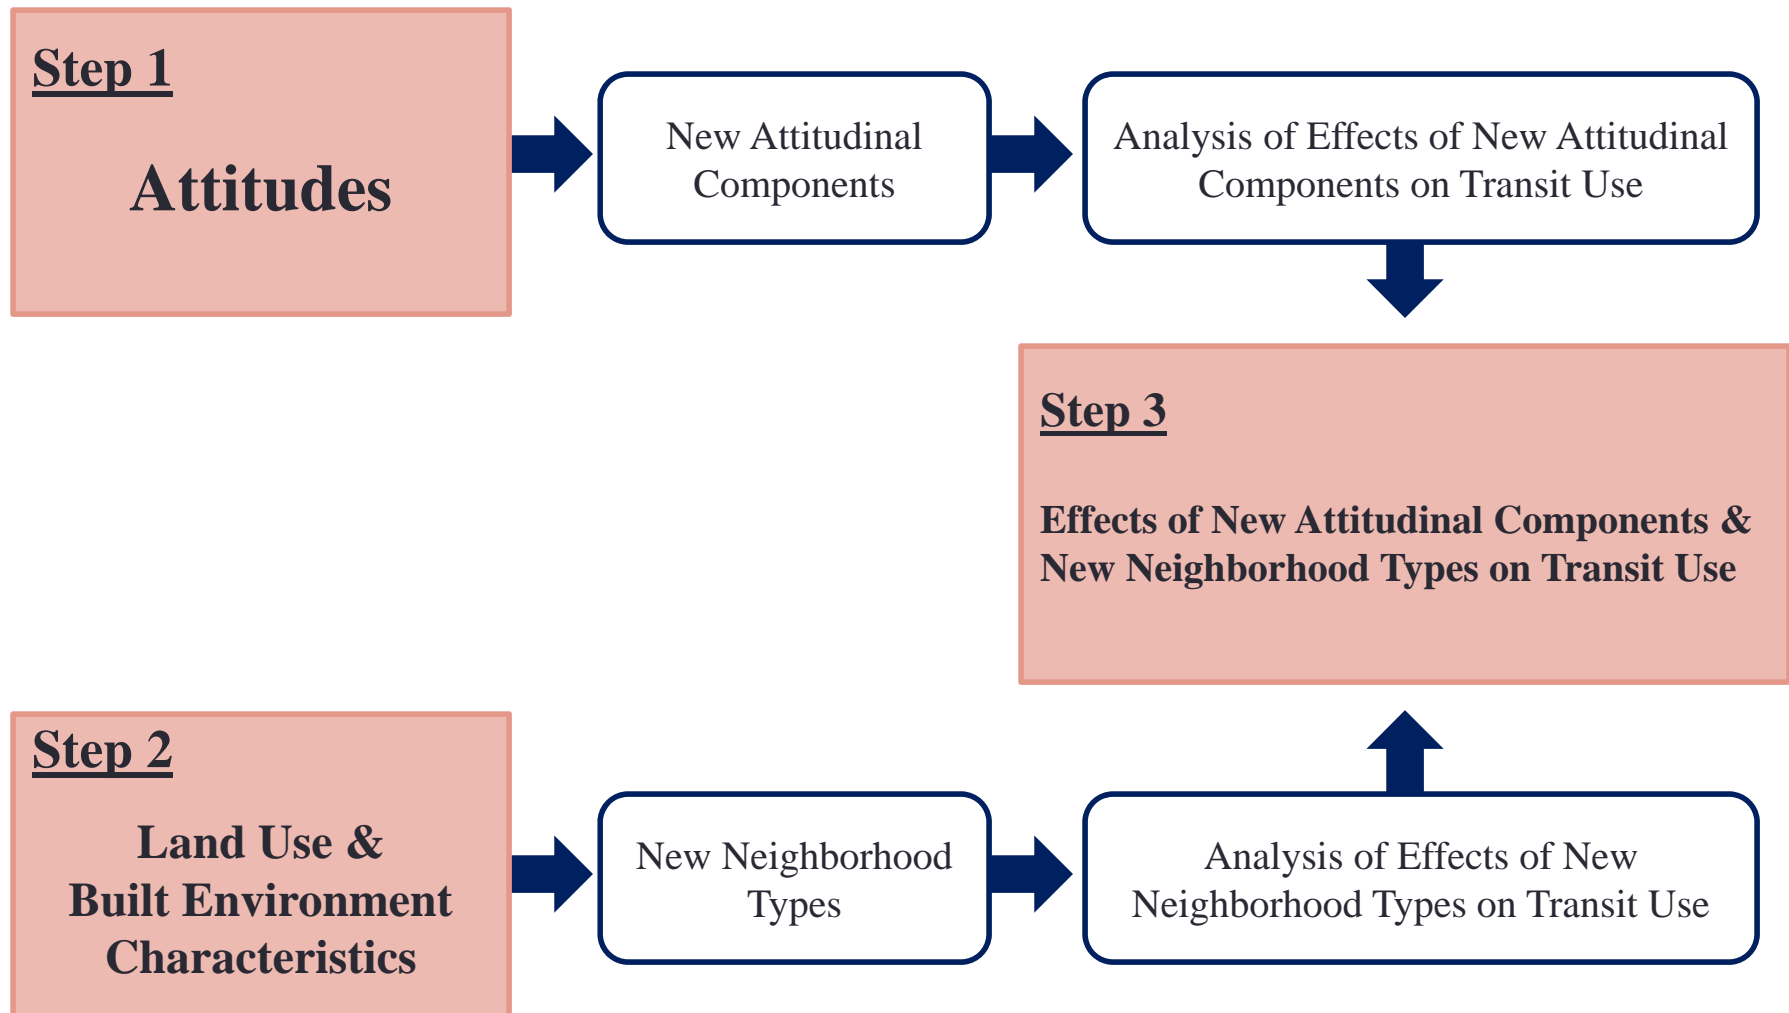 Step 1
Attitudes
New Attitudinal
Components
Analysis of Effects of New Attitudinal
Components on Transit Use
Step 3
Effects of New Attitudinal Components &
New Neighborhood Types on Transit Use
Step 2
Land Use &
Built Environment
Characteristics
New Neighborhood
Types
Analysis of Effects of New
Neighborhood Types on Transit Use